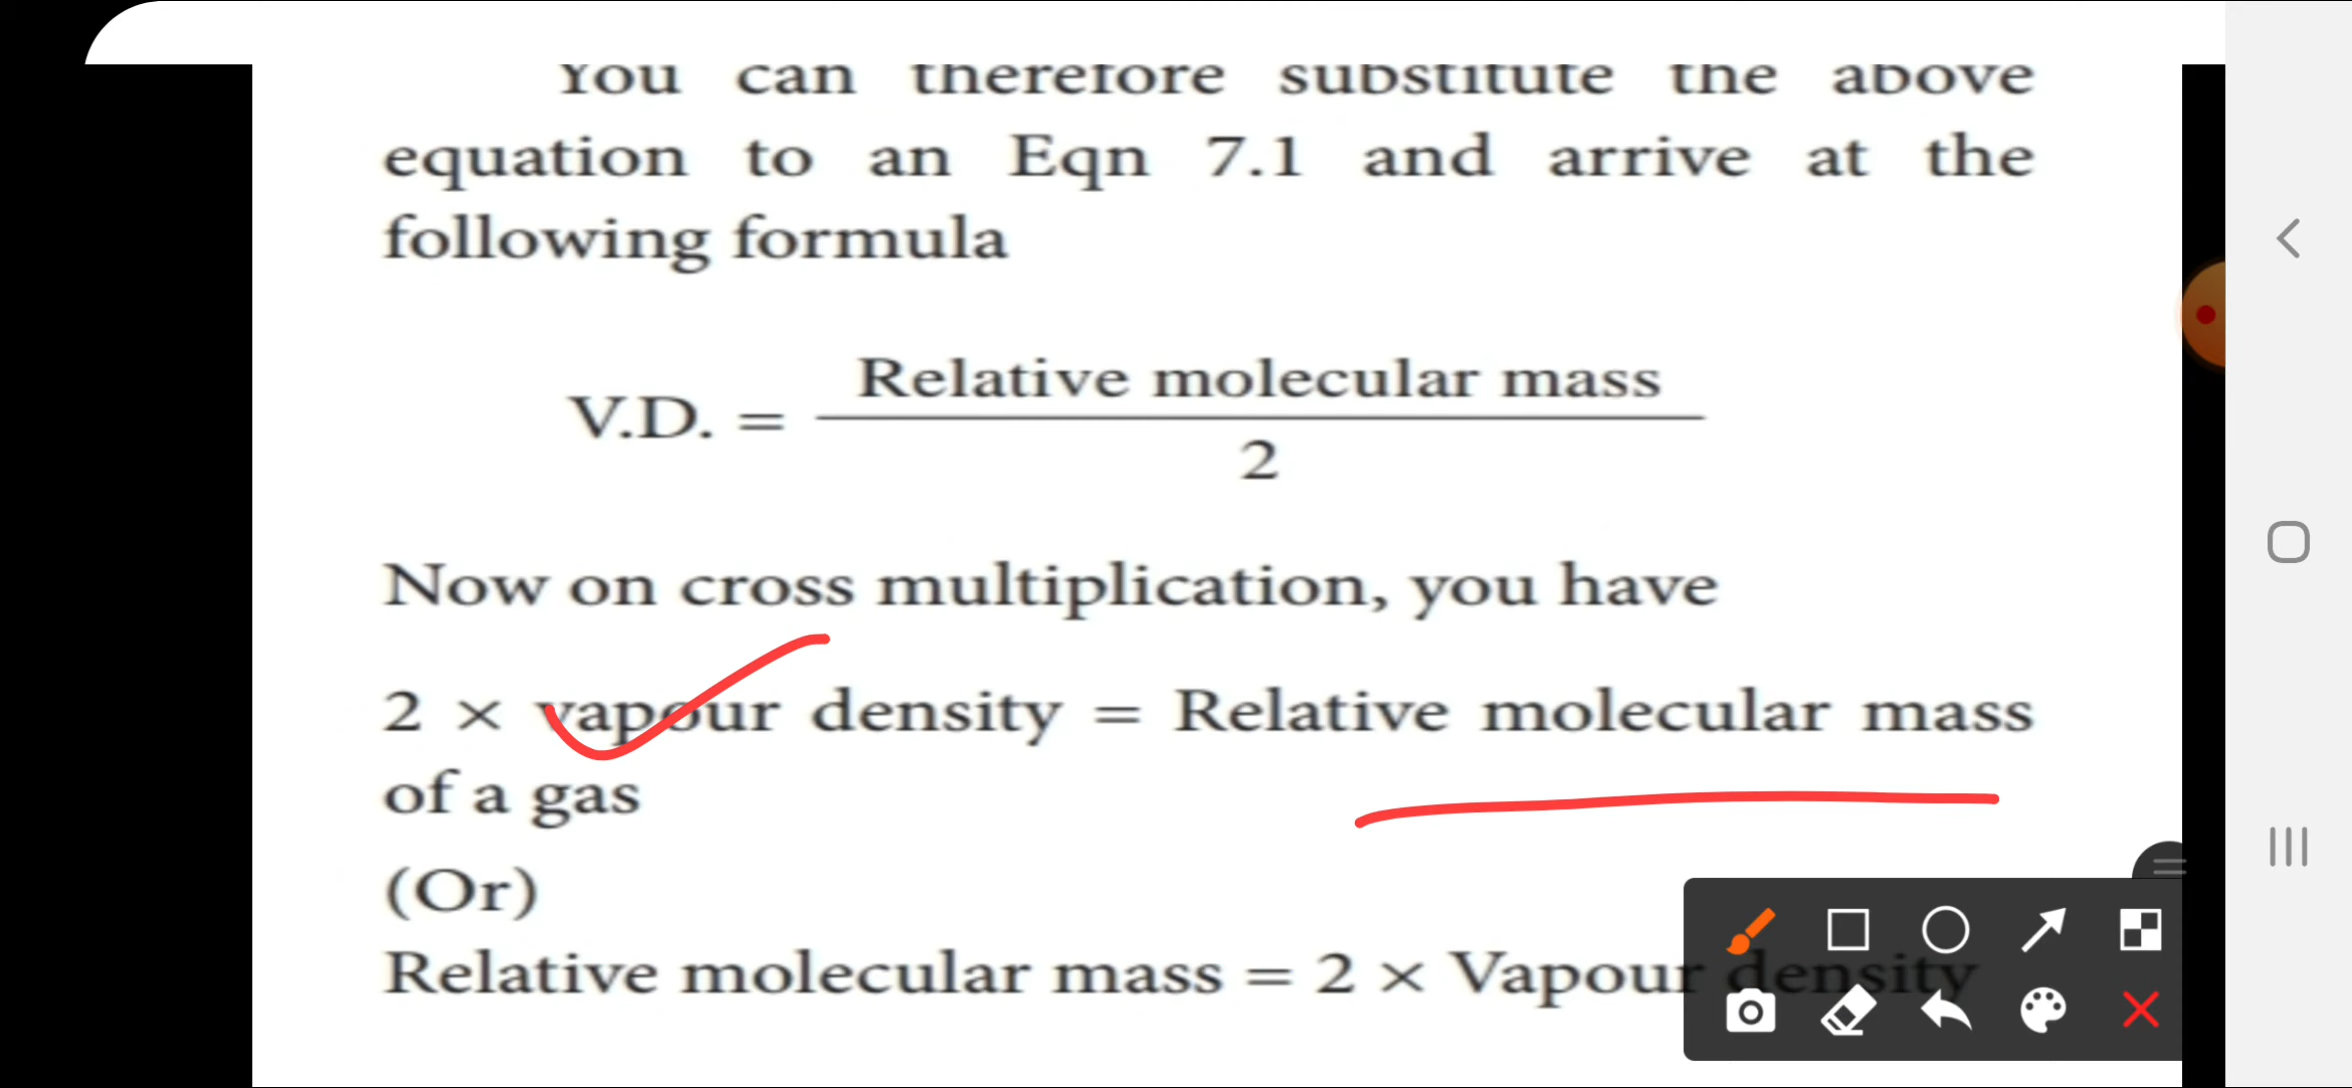 You can therefore substitute the above
equation to an Eqn 7.1 and arrive at the
following formula
V.D. = Relative molecular mass
2
Now on cross multiplication, you have
2 × vapour density = Relative molecular mass
of a gas
(Or)
Relative molecular mass = 2 × Vapour density